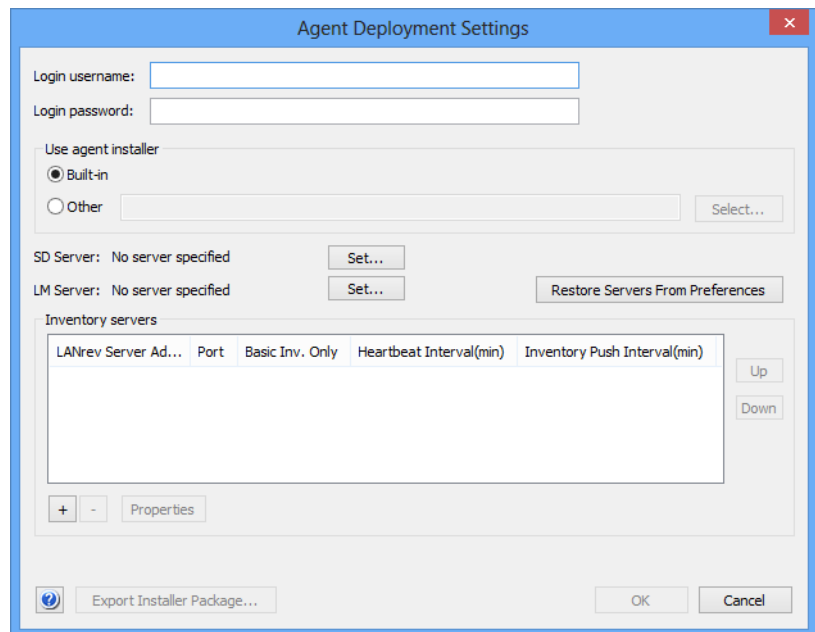 Agent Deployment Settings
Login username:
Login password:
Use agent installer
Built-in
Other
Select...
SD Server: No server specified
Set...
LM Server: No server specified
Set...
Restore Servers From Preferences
Inventory servers
LANrev Server Ad... Port Basic Inv. Only Heartbeat Interval(min) Inventory Push Interval(min)
Up
Down
+ - Properties
? Export Installer Package... OK Cancel